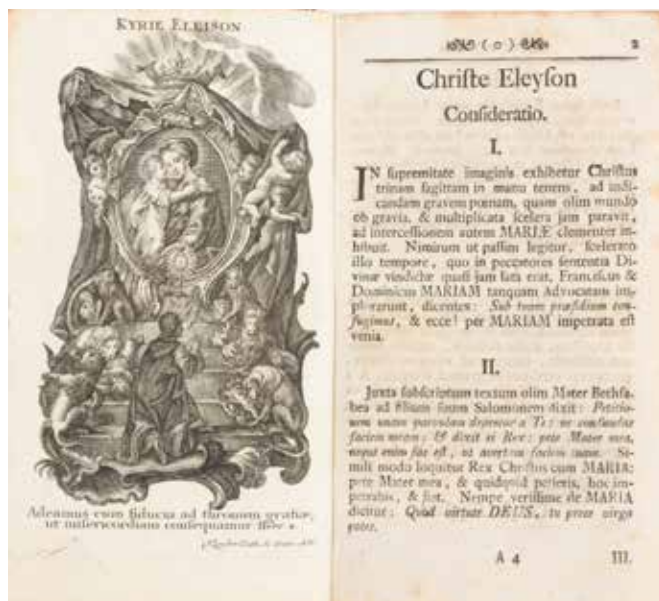 KYRIE ELEISON
Adeamus cum fiducia ad thronum gratiæ,
ut misericordiam consequamur Hebr 4.
( o ) 2
Chriſte Eleyſon
Conſideratio.
I.
IN ſupremitate imaginis exhibetur Chriſtus
trinam ſagittam in manu tenens, ad indi-
candam gravem pœnam, quam olim mundo
ob gravia, & multiplicata ſcelera jam paravit,
ad interceſſionem autem MARIÆ clementer in-
hibuit. Nimirum ut paſſim legitur, ſcelerato
illo tempore, quo in peccatores ſententia Di-
vinæ vindictæ quaſi jam lata erat, Franciſcus &
Dominicus MARIAM tanquam Advocatam im-
plorarunt, dicentes: Sub tuum præſidium con-
fugimus, & ecce! per MARIAM impetrata eſt
venia.
II.
Juxta ſubſcriptum textum olim Mater Bethſa-
bea ad filium ſuum Salomonem dixit: Petitio-
nem unam parvulam deprecor a Te: ne confundas
faciem meam: & dixit ei Rex: pete Mater mea,
neque enim fas eſt, ut avertam faciem tuam. Si-
mili modo loquitur Rex Chriſtus cum MARIA:
pete Mater mea, & quidquid petieris, hoc im-
petrabis, & fiet. Nempe veriſſime de MARIA
dicitur: Quod virtute DEUS, tu prece virgo
potes.
A 4 III.